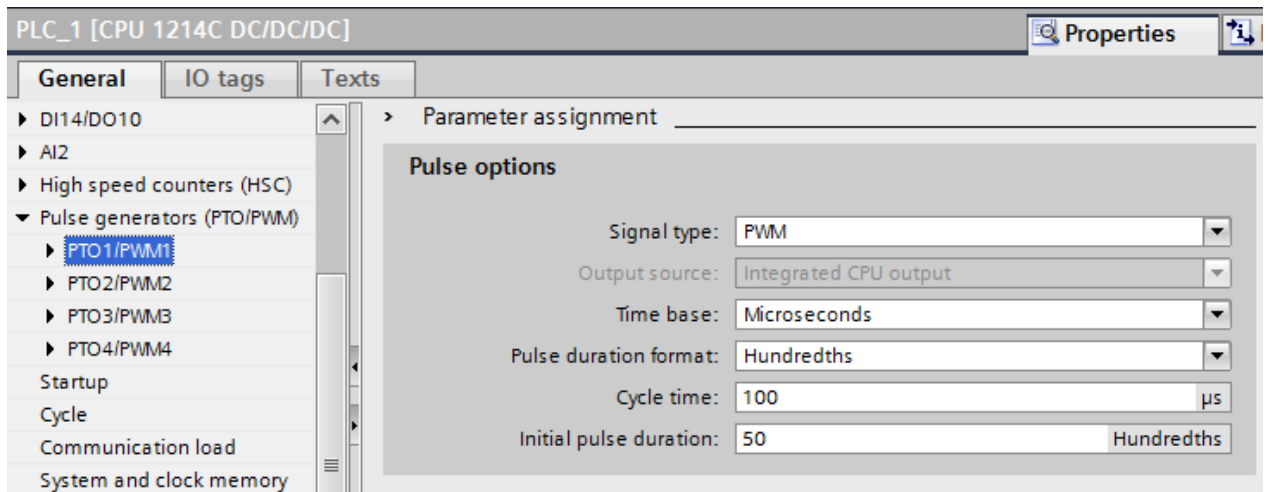 PLC_1 [CPU 1214C DC/DC/DC]
Properties
General
IO tags
Texts
DI14/DO10
AI2
High speed counters (HSC)
Pulse generators (PTO/PWM)
PTO1/PWM1
PTO2/PWM2
PTO3/PWM3
PTO4/PWM4
Startup
Cycle
Communication load
System and clock memory
Parameter assignment
Pulse options
Signal type: PWM
Output source: Integrated CPU output
Time base: Microseconds
Pulse duration format: Hundredths
Cycle time: 100 µs
Initial pulse duration: 50 Hundredths